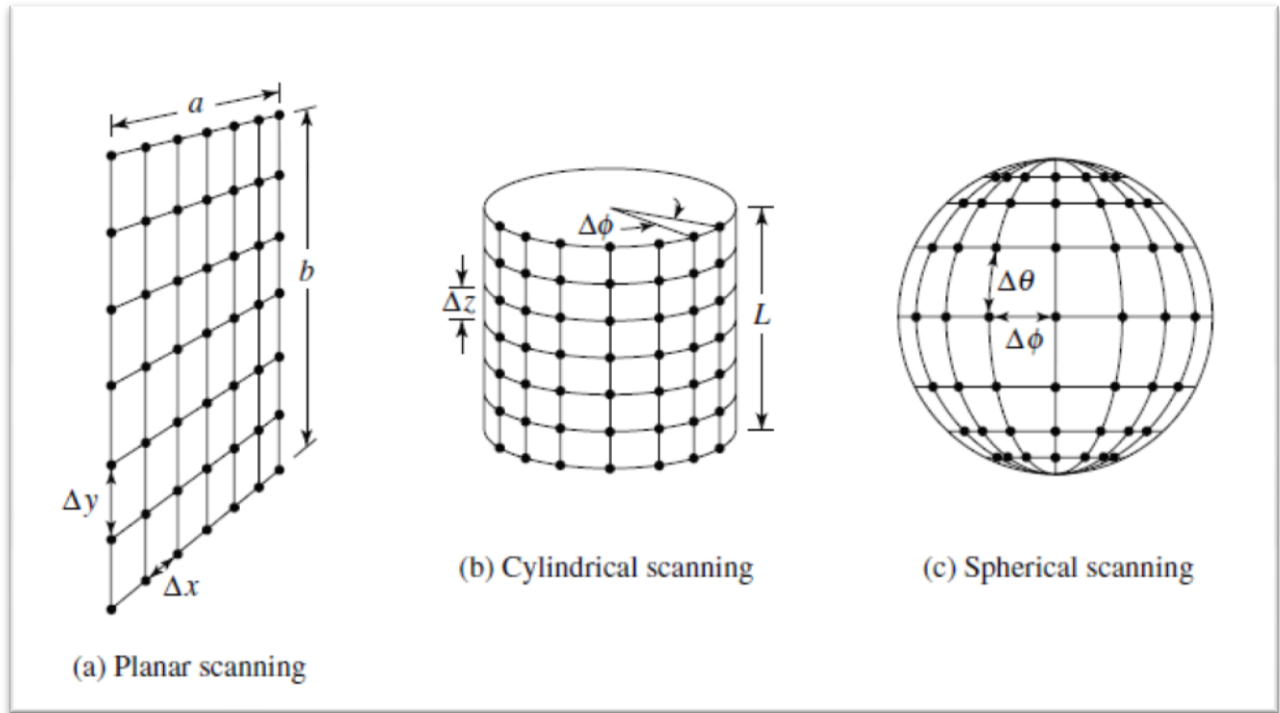 a
b
Δy
Δx
(a) Planar scanning
Δϕ
Δz
L
(b) Cylindrical scanning
Δθ
Δϕ
(c) Spherical scanning